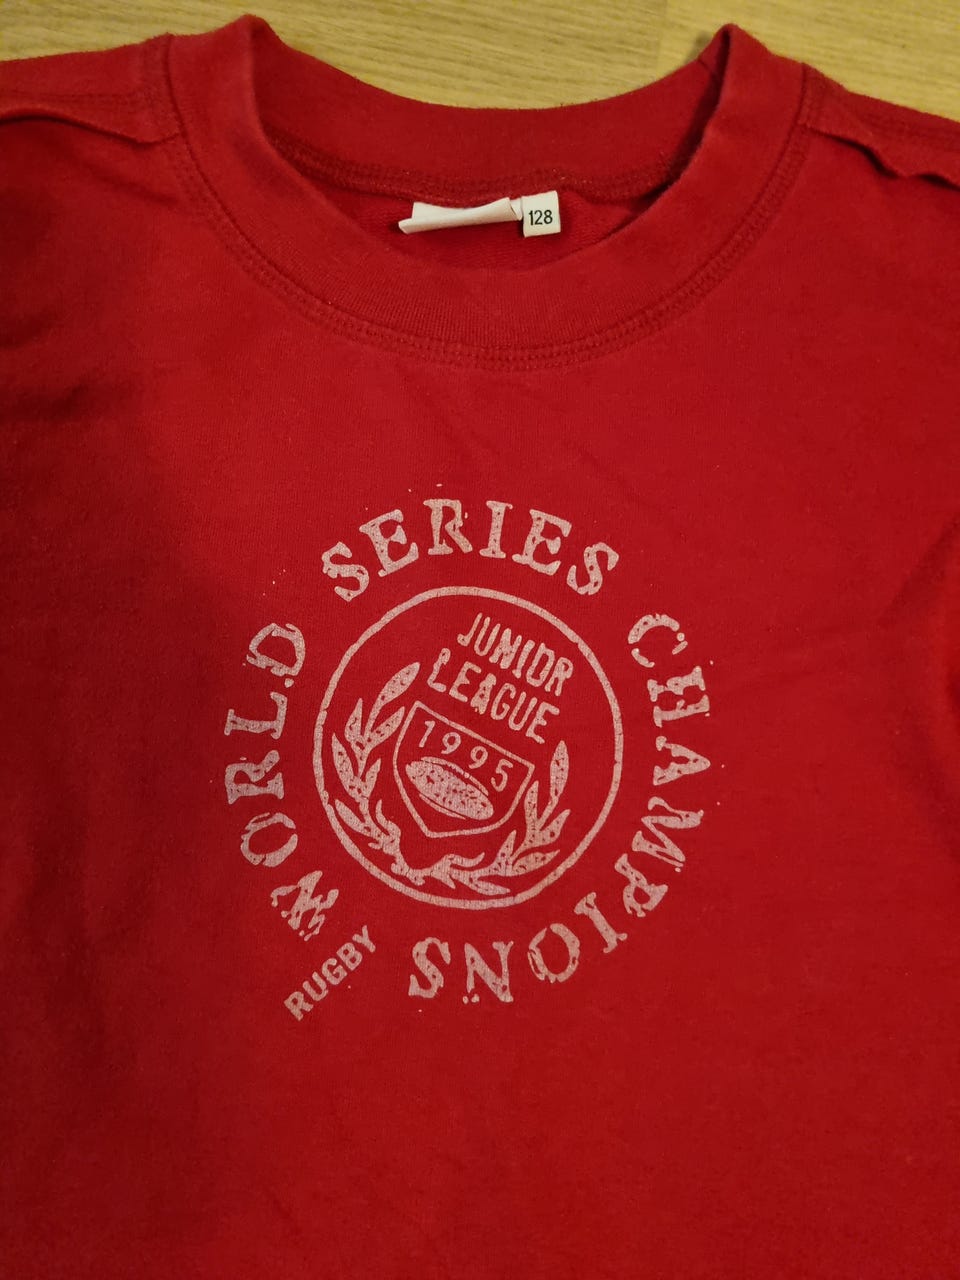 128
WORLD SERIES CHAMPIONS
JUNIOR
LEAGUE
1995
RUGBY